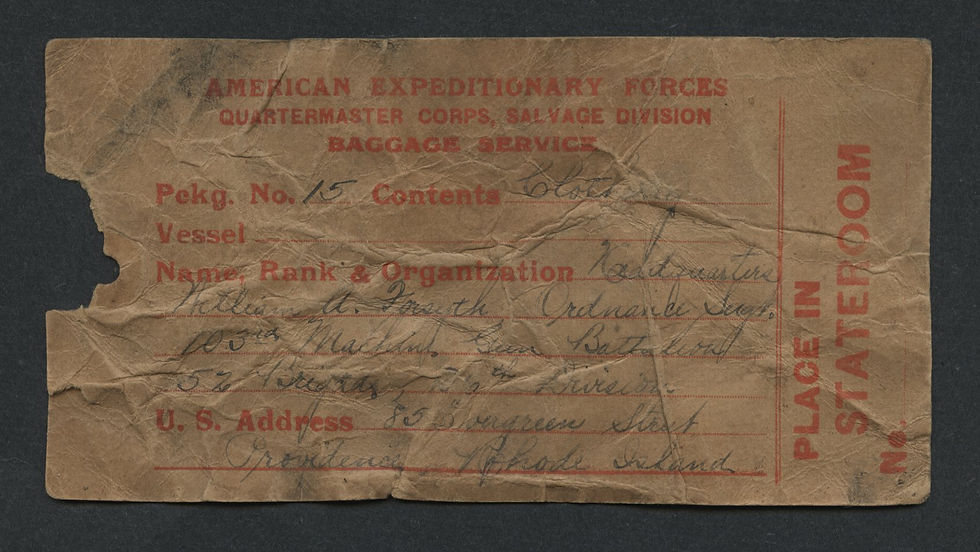 AMERICAN EXPEDITIONARY FORCES
QUARTERMASTER CORPS, SALVAGE DIVISION
BAGGAGE SERVICE
Pckg. No. 15 Contents Clothing
Vessel
Name, Rank & Organization Headquarters
William A. Forsyth Ordnance Sergt.
103rd Machine Gun Battalion
52 Brigade, 26th Division
U. S. Address 85 Evergreen Street
Providence, Rhode Island
PLACE IN
STATEROOM
No.